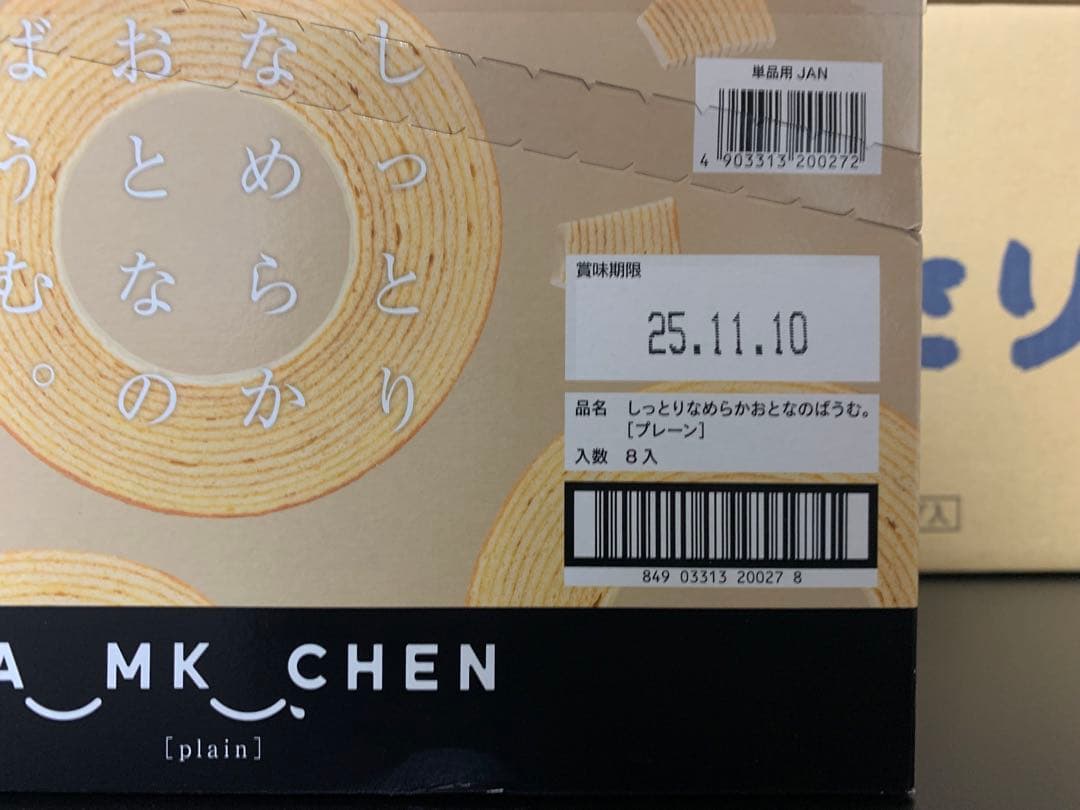 しっとり
なめらか
おとなの
ばうむ。
単品用 JAN
4 903313 200272
賞味期限
25.11.10
品名 しっとりなめらかおとなのばうむ。
[プレーン]
入数 8入
849 03313 20027 8
A MK CHEN
[plain]